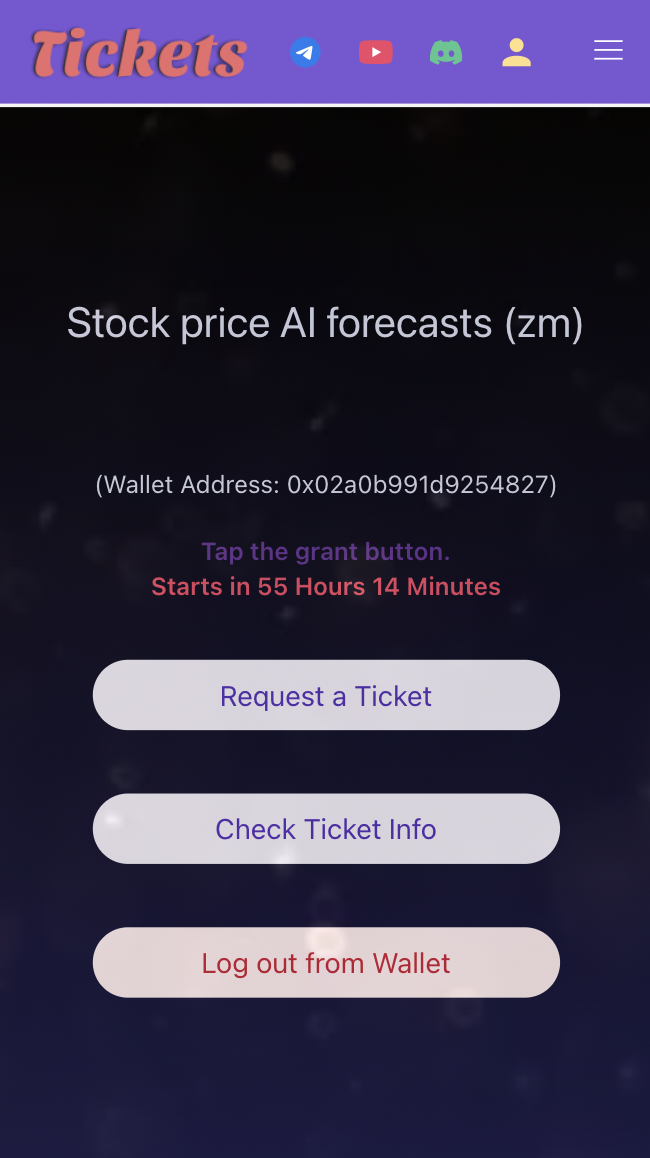 Tickets
Stock price AI forecasts (zm)
(Wallet Address: 0x02a0b991d9254827)
Tap the grant button.
Starts in 55 Hours 14 Minutes
Request a Ticket
Check Ticket Info
Log out from Wallet